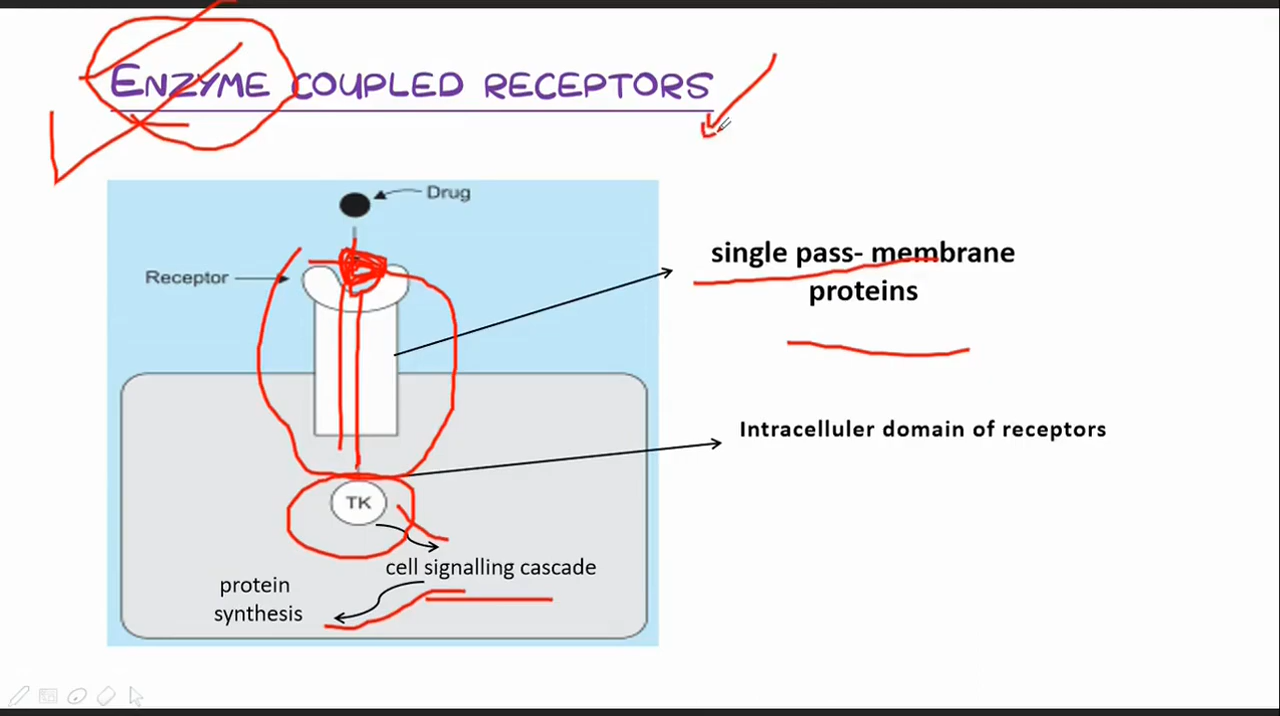 ENZYME COUPLED RECEPTORS
Drug
Receptor
single pass- membrane
proteins
Intracelluler domain of receptors
TK
cell signalling cascade
protein
synthesis